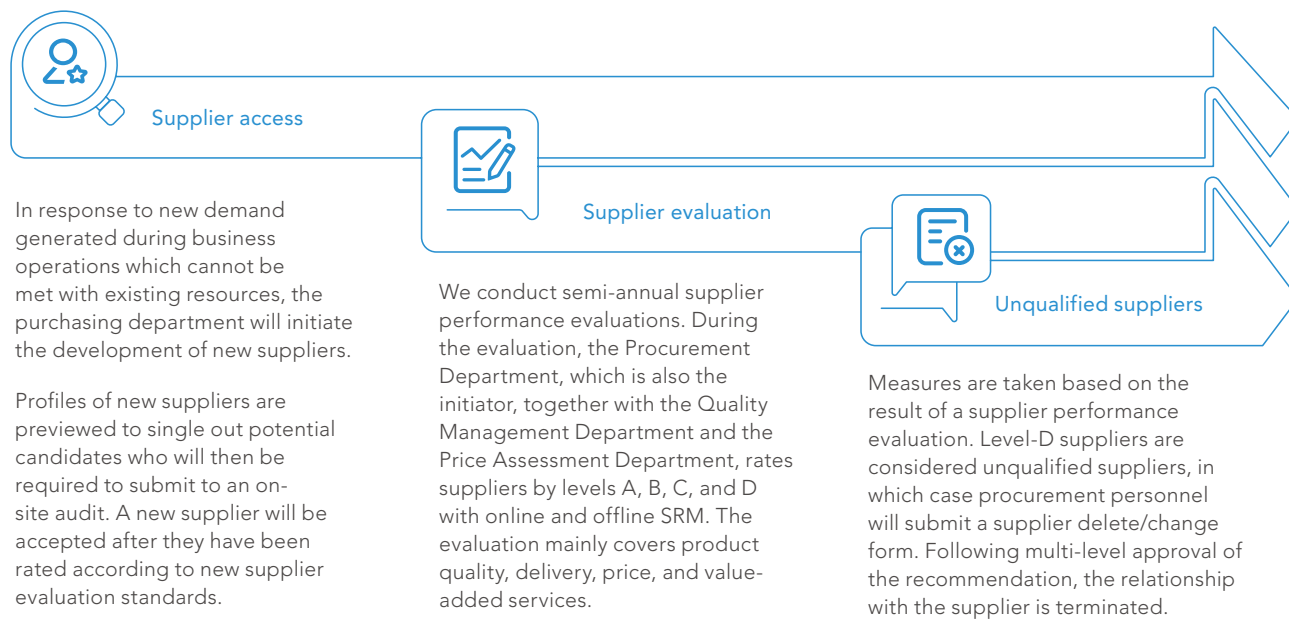 Supplier access
In response to new demand
generated during business
operations which cannot be
met with existing resources, the
purchasing department will initiate
the development of new suppliers.
Profiles of new suppliers are
previewed to single out potential
candidates who will then be
required to submit to an on-
site audit. A new supplier will be
accepted after they have been
rated according to new supplier
evaluation standards.
Supplier evaluation
We conduct semi-annual supplier
performance evaluations. During
the evaluation, the Procurement
Department, which is also the
initiator, together with the Quality
Management Department and the
Price Assessment Department, rates
suppliers by levels A, B, C, and D
with online and offline SRM. The
evaluation mainly covers product
quality, delivery, price, and value-
added services.
Unqualified suppliers
Measures are taken based on the
result of a supplier performance
evaluation. Level-D suppliers are
considered unqualified suppliers, in
which case procurement personnel
will submit a supplier delete/change
form. Following multi-level approval of
the recommendation, the relationship
with the supplier is terminated.